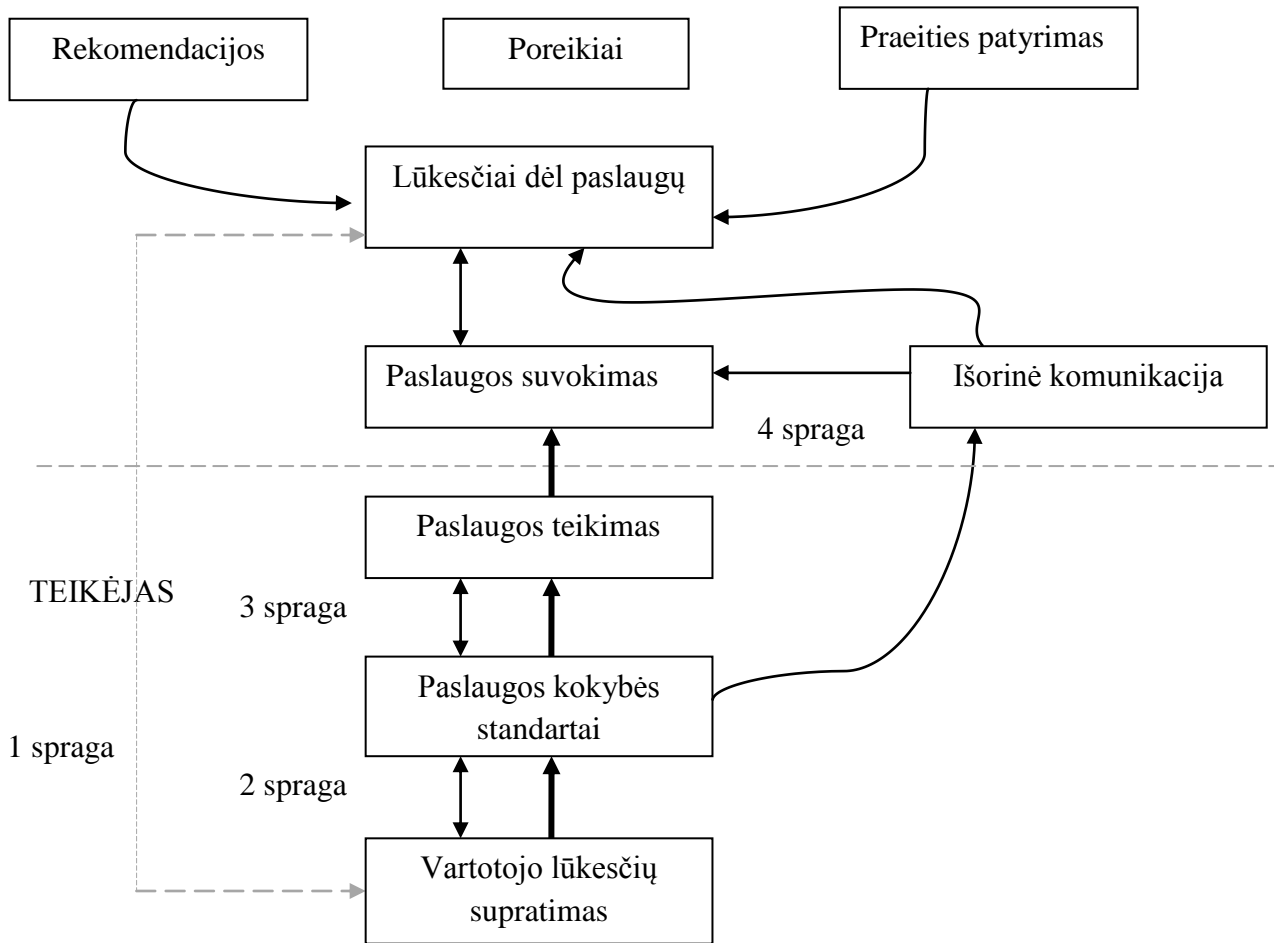 Rekomendacijos
Poreikiai
Praeities patyrimas
Lūkesčiai dėl paslaugų
Paslaugos suvokimas
Išorinė komunikacija
4 spraga
Paslaugos teikimas
TEIKĖJAS
3 spraga
Paslaugos kokybės
standartai
1 spraga
2 spraga
Vartotojo lūkesčių
supratimas